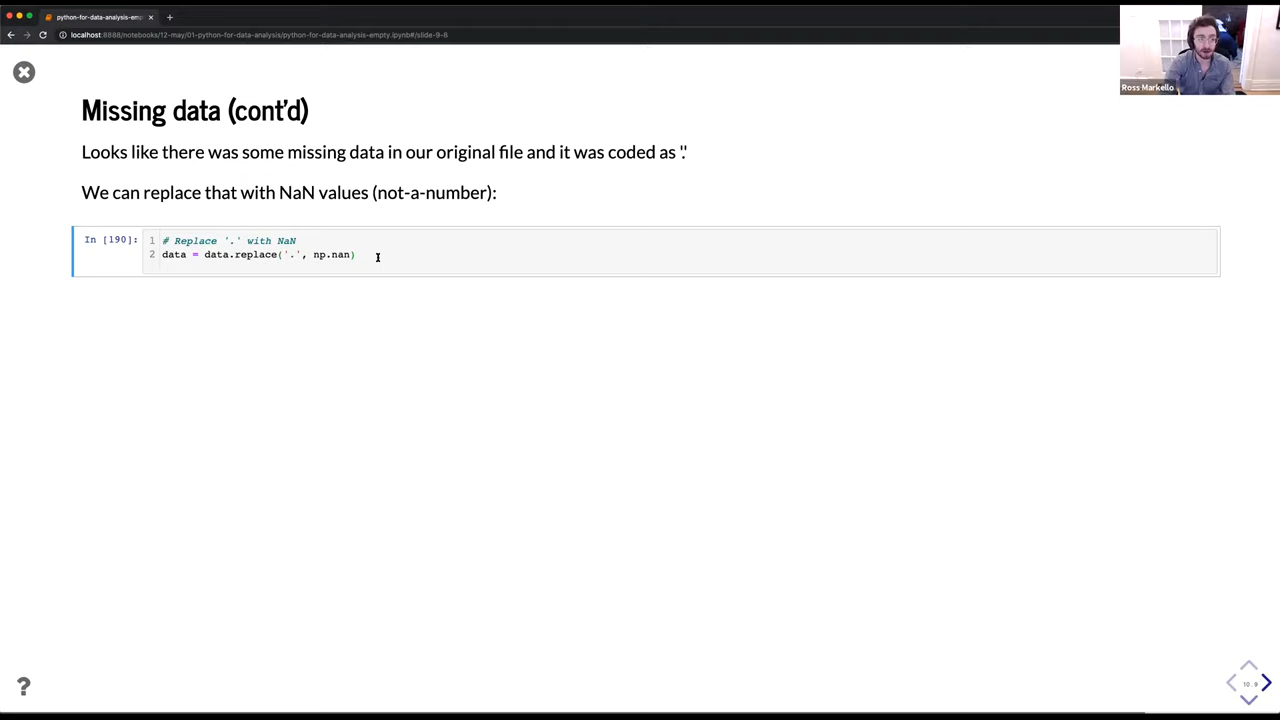 python-for-data-analysis-emp
localhost:8888/notebooks/12-may/01-python-for-data-analysis/python-for-data-analysis-empty.ipynb#/slide-9-8
Ross Markello
Missing data (cont'd)
Looks like there was some missing data in our original file and it was coded as '.'
We can replace that with NaN values (not-a-number):
In [190]:
1 # Replace '.' with NaN
2 data = data.replace('.', np.nan)
?
10.9